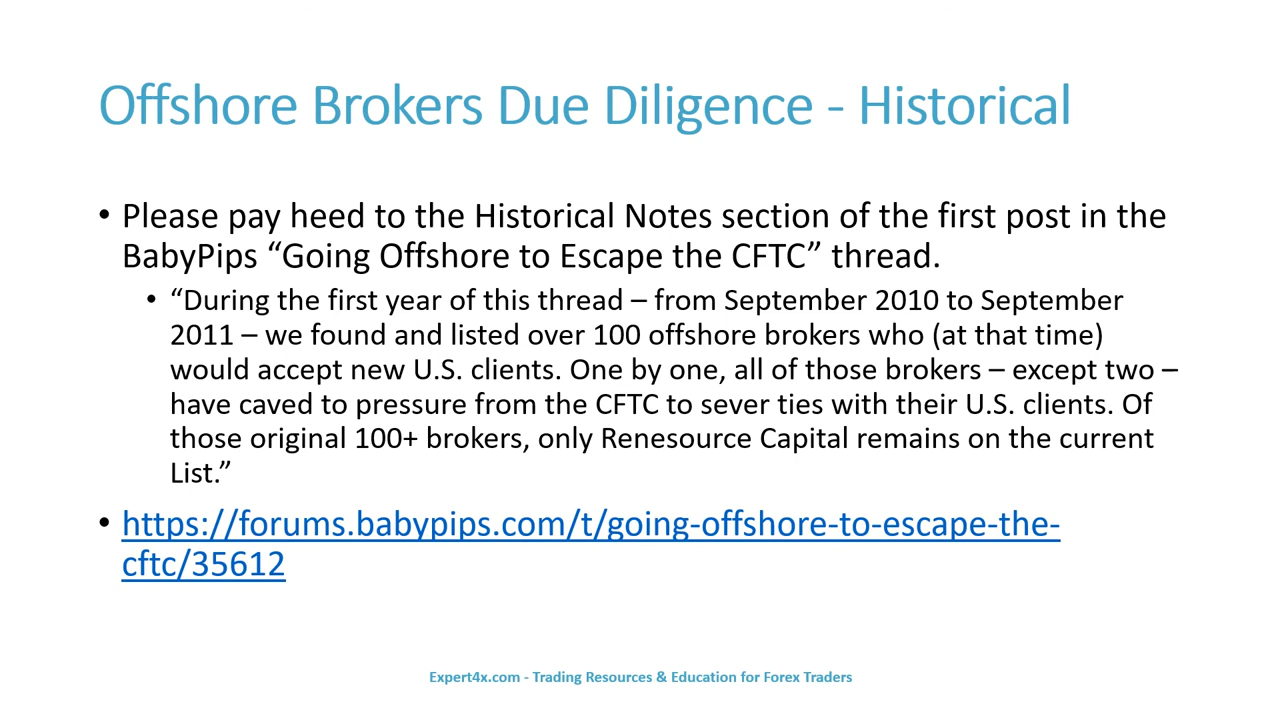 Offshore Brokers Due Diligence - Historical
• Please pay heed to the Historical Notes section of the first post in the
BabyPips “Going Offshore to Escape the CFTC” thread.
• “During the first year of this thread – from September 2010 to September
2011 – we found and listed over 100 offshore brokers who (at that time)
would accept new U.S. clients. One by one, all of those brokers – except two –
have caved to pressure from the CFTC to sever ties with their U.S. clients. Of
those original 100+ brokers, only Renesource Capital remains on the current
List.”
• https://forums.babypips.com/t/going-offshore-to-escape-the-
cftc/35612
Expert4x.com - Trading Resources & Education for Forex Traders